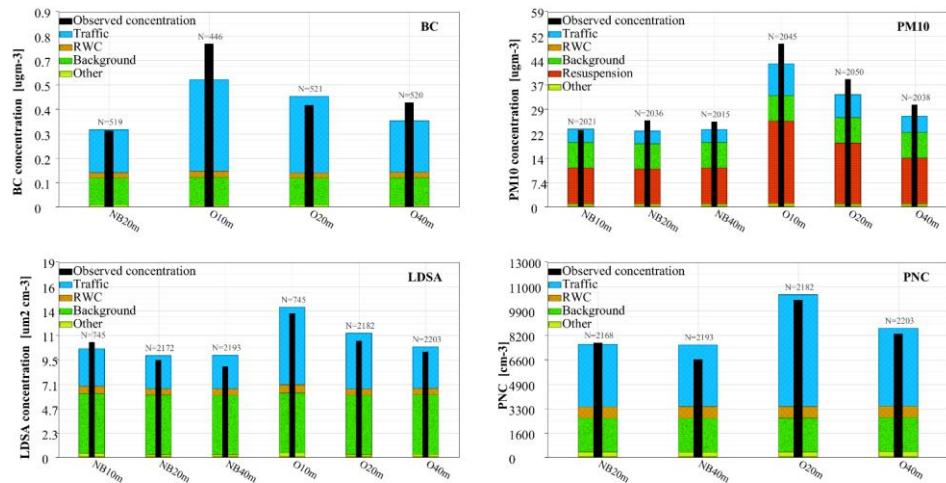 BC
BC concentration [ugm-3]
0.9
0.8
0.7
0.6
0.5
0.3
0.2
0.1
0
Observed concentration
Traffic
RWC
Background
Other
N=519
N=446
N=521
N=520
NB20m
O10m
O20m
O40m
PM10
PM10 concentration [ugm-3]
59
52
44
37
29
22
14
7.4
0
Observed concentration
Traffic
RWC
Background
Resuspension
Other
N=2021
N=2036
N=2015
N=2045
N=2050
N=2038
NB10m
NB20m
NB40m
O10m
O20m
O40m
LDSA
LDSA concentration [um2 cm-3]
19
16
14
11
9.5
7.1
4.7
2.3
0
Observed concentration
Traffic
RWC
Background
Other
N=745
N=2172
N=2193
N=745
N=2182
N=2203
NB10m
NB20m
NB40m
O10m
O20m
O40m
PNC
PNC [cm-3]
13000
11000
9900
8200
6600
4900
3300
1600
0
Observed concentration
Traffic
RWC
Background
Other
N=2168
N=2193
N=2182
N=2203
NB20m
NB40m
O20m
O40m